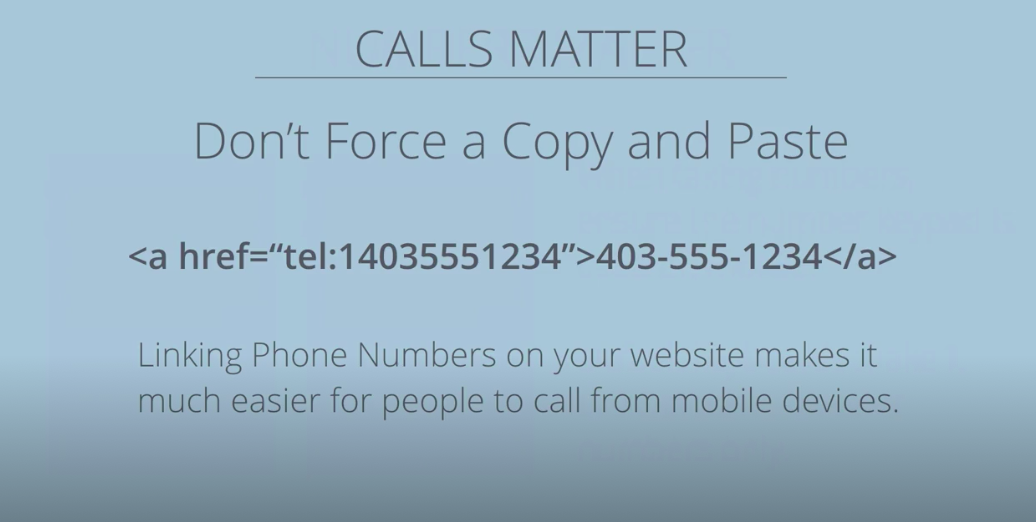 CALLS MATTER
Don’t Force a Copy and Paste
<a href=“tel:14035551234”>403-555-1234</a>
Linking Phone Numbers on your website makes it
much easier for people to call from mobile devices.